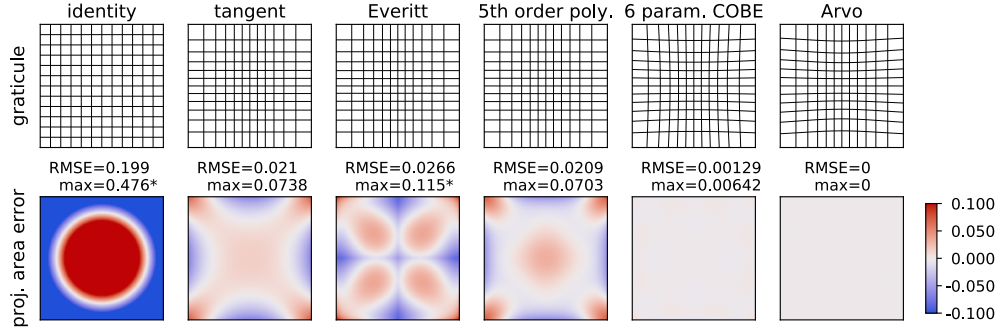 identity
tangent
Everitt
5th order poly.
6 param. COBE
Arvo
graticule
RMSE=0.199
max=0.476*
RMSE=0.021
max=0.0738
RMSE=0.0266
max=0.115*
RMSE=0.0209
max=0.0703
RMSE=0.00129
max=0.00642
RMSE=0
max=0
proj. area error
0.100
0.050
0.000
-0.050
-0.100